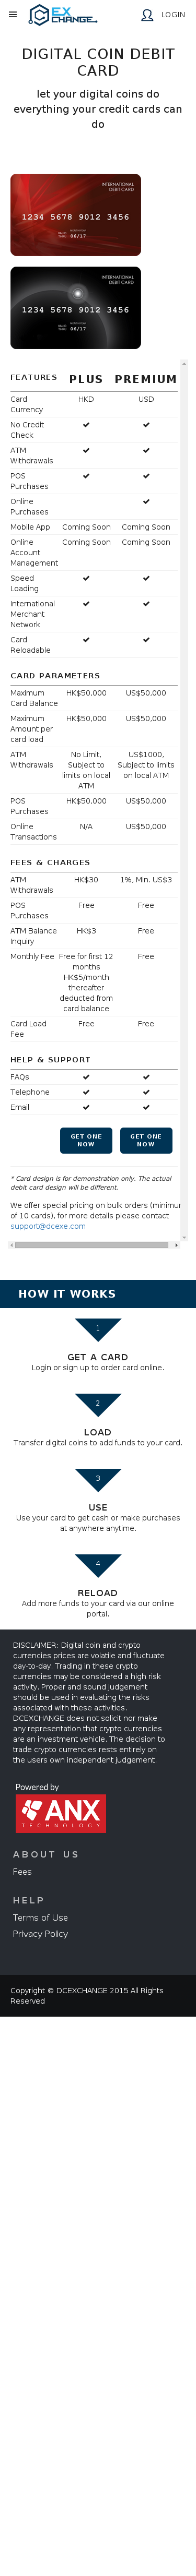 EX
CHANGE
LOGIN
DIGITAL COIN DEBIT
CARD
let your digital coins do
everything your credit cards can
do
INTERNATIONAL
DEBIT CARD
1234 5678 9012 3456
VALID THRU 06/17
INTERNATIONAL
DEBIT CARD
1234 5678 9012 3456
VALID THRU 06/17
FEATURES PLUS PREMIUM
Card Currency HKD USD
No Credit Check
ATM Withdrawals
POS Purchases
Online Purchases
Mobile App Coming Soon Coming Soon
Online Account Management Coming Soon Coming Soon
Speed Loading
International Merchant Network
Card Reloadable
CARD PARAMETERS
Maximum Card Balance HK$50,000 US$50,000
Maximum Amount per card load HK$50,000 US$50,000
ATM Withdrawals No Limit, Subject to limits on local ATM US$1000, Subject to limits on local ATM
POS Purchases HK$50,000 US$50,000
Online Transactions N/A US$50,000
FEES & CHARGES
ATM Withdrawals HK$30 1%, Min. US$3
POS Purchases Free Free
ATM Balance Inquiry HK$3 Free
Monthly Fee Free for first 12 months HK$5/month thereafter deducted from card balance Free
Card Load Fee Free Free
HELP & SUPPORT
FAQs
Telephone
Email
GET ONE NOW GET ONE NOW
* Card design is for demonstration only. The actual
debit card design will be different.
We offer special pricing on bulk orders (minimum
of 10 cards), for more details please contact
support@dcexe.com
HOW IT WORKS
1
GET A CARD
Login or sign up to order card online.
2
LOAD
Transfer digital coins to add funds to your card.
3
USE
Use your card to get cash or make purchases
at anywhere anytime.
4
RELOAD
Add more funds to your card via our online
portal.
DISCLAIMER: Digital coin and crypto
currencies prices are volatile and fluctuate
day-to-day. Trading in these crypto
currencies may be considered a high risk
activity. Proper and sound judgement
should be used in evaluating the risks
associated with these activities.
DCEXCHANGE does not solicit nor make
any representation that crypto currencies
are an investment vehicle. The decision to
trade crypto currencies rests entirely on
the users own independent judgement.
Powered by
ANX
TECHNOLOGY
ABOUT US
Fees
HELP
Terms of Use
Privacy Policy
Copyright © DCEXCHANGE 2015 All Rights
Reserved